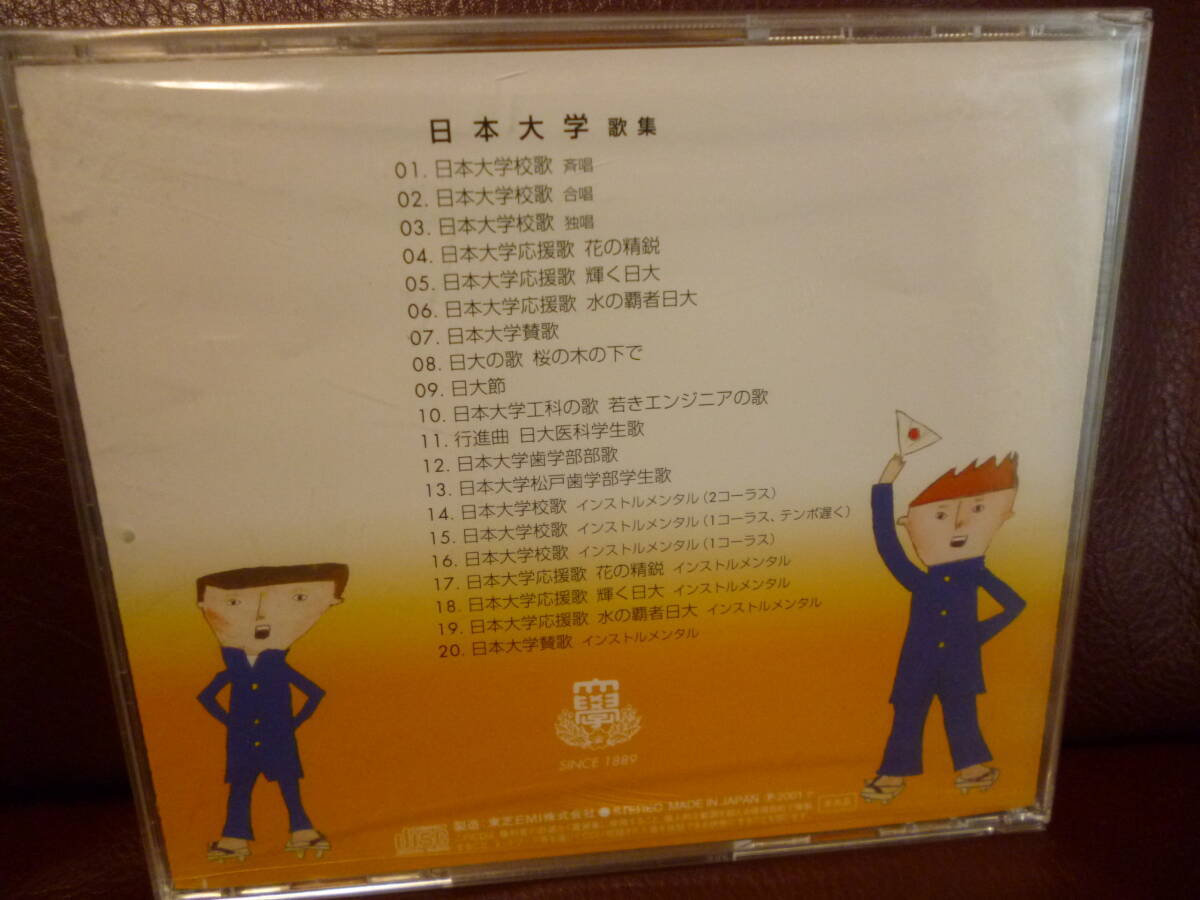 日本大学 歌集
01. 日本大学校歌 斉唱
02. 日本大学校歌 合唱
03. 日本大学校歌 独唱
04. 日本大学応援歌 花の精鋭
05. 日本大学応援歌 輝く日大
06. 日本大学応援歌 水の覇者日大
07. 日本大学賛歌
08. 日大の歌 桜の木の下で
09. 日大節
10. 日本大学工科の歌 若きエンジニアの歌
11. 行進曲 日大医科学生歌
12. 日本大学歯学部部歌
13. 日本大学松戸歯学部学生歌
14. 日本大学校歌 インストルメンタル（2コーラス）
15. 日本大学校歌 インストルメンタル（1コーラス、テンポ遅く）
16. 日本大学校歌 インストルメンタル（1コーラス）
17. 日本大学応援歌 花の精鋭 インストルメンタル
18. 日本大学応援歌 輝く日大 インストルメンタル
19. 日本大学応援歌 水の覇者日大 インストルメンタル
20. 日本大学賛歌 インストルメンタル
大學
SINCE 1889
disc 製造・東芝EMI株式会社●STEREO MADE IN JAPAN ℗2001